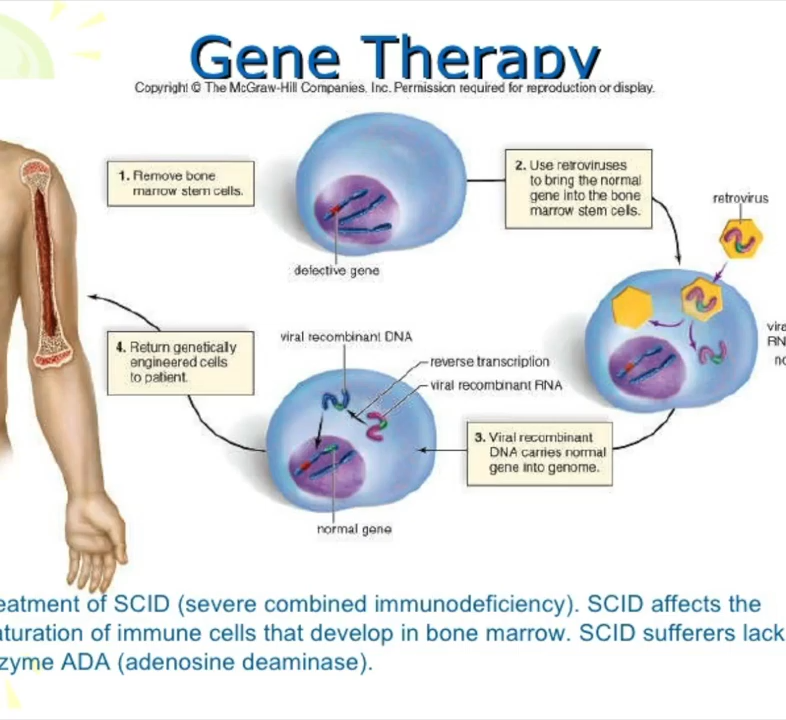 Gene Therapy
Copyright © The McGraw-Hill Companies, Inc. Permission required for reproduction or display.
1. Remove bone
marrow stem cells.
2. Use retroviruses
to bring the normal
gene into the bone
marrow stem cells.
retrovirus
defective gene
viral recombinant DNA
reverse transcription
viral recombinant RNA
4. Return genetically
engineered cells
to patient.
3. Viral recombinant
DNA carries normal
gene into genome.
normal gene
of SCID (severe combined immunodeficiency). SCID affects the
of immune cells that develop in bone marrow. SCID sufferers lack
ADA (adenosine deaminase).